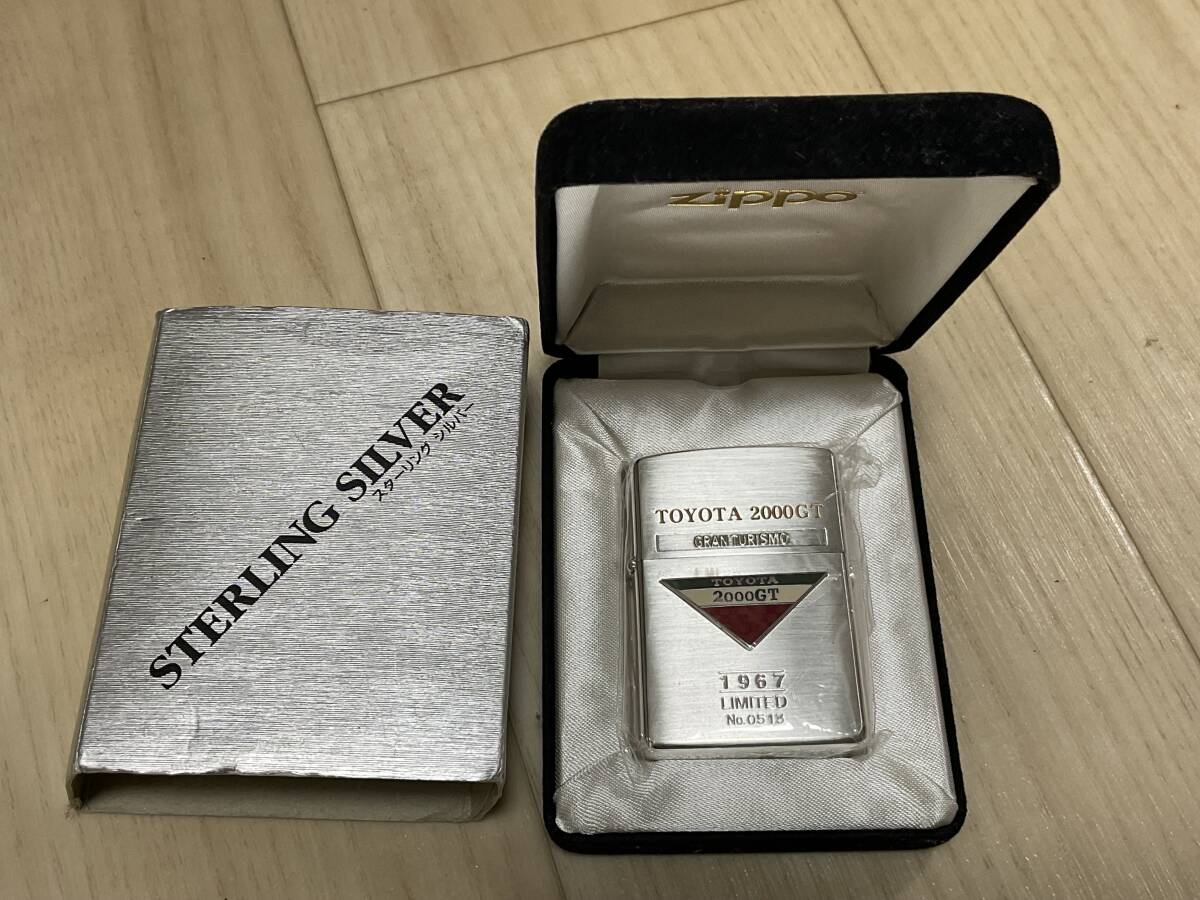 STERLING SILVER
スターリング シルバー
Zippo
TOYOTA 2000GT
GRAN TURISMO
TOYOTA
2000GT
1967
LIMITED
No.0518